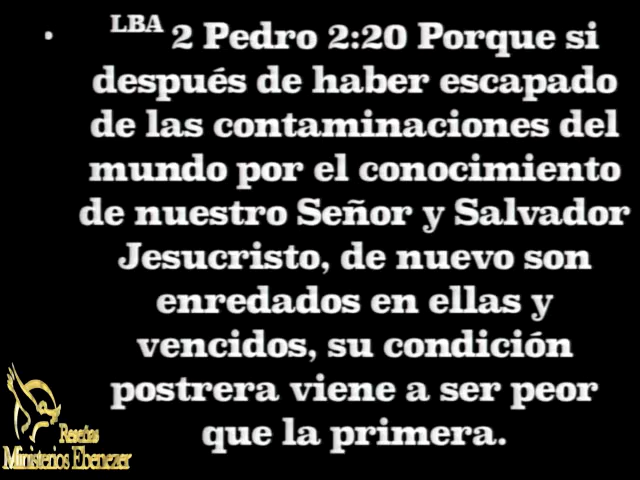 • LBA 2 Pedro 2:20 Porque si
después de haber escapado
de las contaminaciones del
mundo por el conocimiento
de nuestro Señor y Salvador
Jesucristo, de nuevo son
enredados en ellas y
vencidos, su condición
postrera viene a ser peor
que la primera.
Reseñas
Ministerios Ebenezer